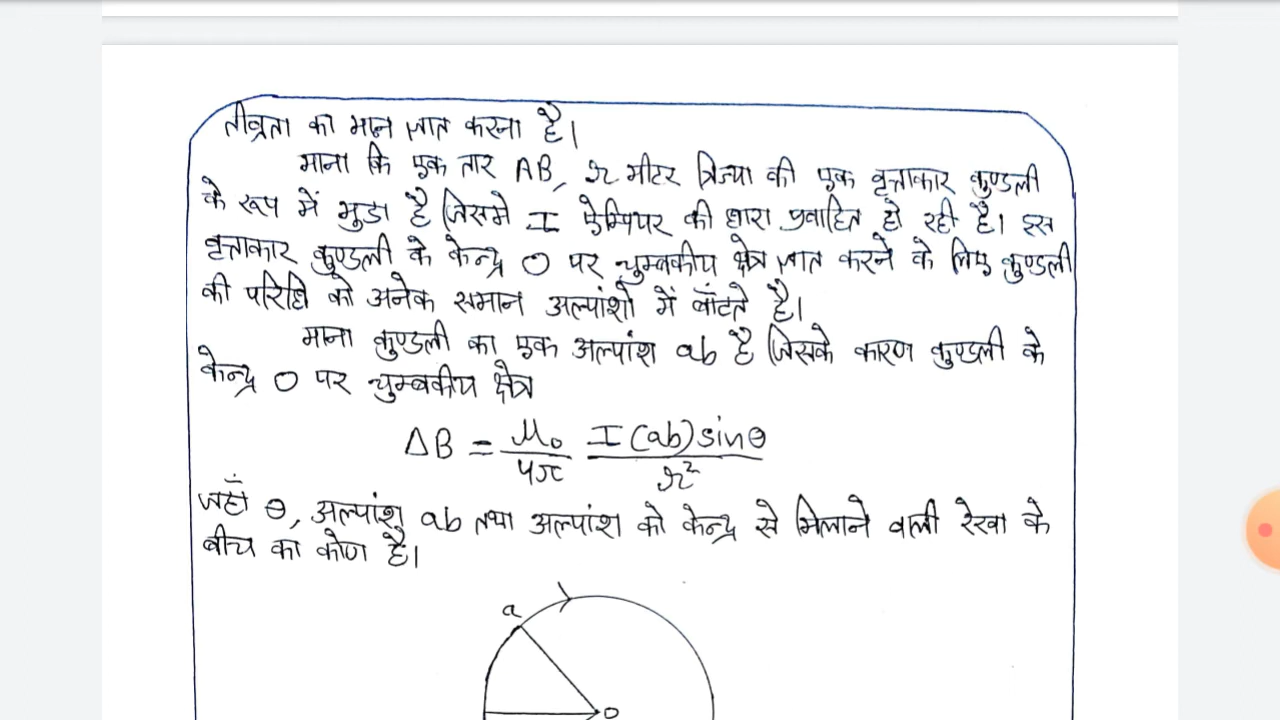 तीव्रता का मान ज्ञात करना है।
माना कि एक तार AB, r मीटर त्रिज्या की एक वृत्ताकार कुण्डली
के रूप में मुडा है जिसमे I ऐम्पियर की धारा प्रवाहित हो रही है। इस
वृत्ताकार कुण्डली के केन्द्र O पर चुम्बकीय क्षेत्र ज्ञात करने के लिए कुण्डली
की परिधि को अनेक समान अल्पांशो में बाँटते है।
माना कुण्डली का एक अल्पांश ab है जिसके कारण कुण्डली के
केन्द्र O पर चुम्बकीय क्षेत्र
ΔB = μ₀/4π I(ab)sinθ/r²
जहाँ θ, अल्पांश ab तथा अल्पांश को केन्द्र से मिलाने वाली रेखा के
बीच का कोण है।
a
O